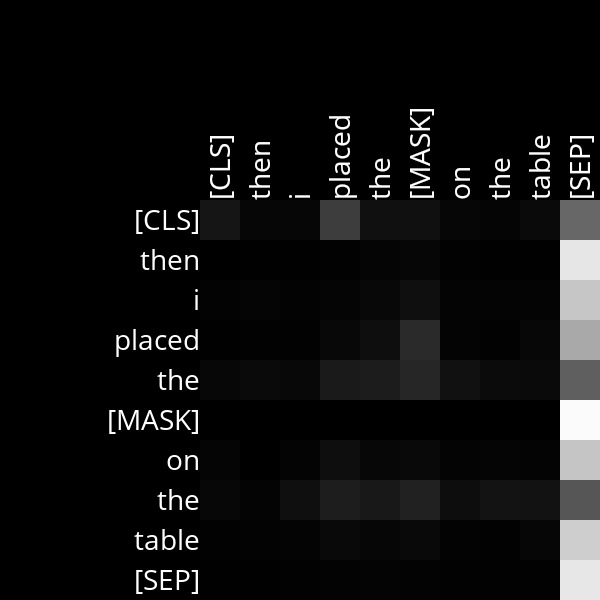 [CLS] then i placed the [MASK] on the table [SEP]
[CLS]
then
i
placed
the
[MASK]
on
the
table
[SEP]